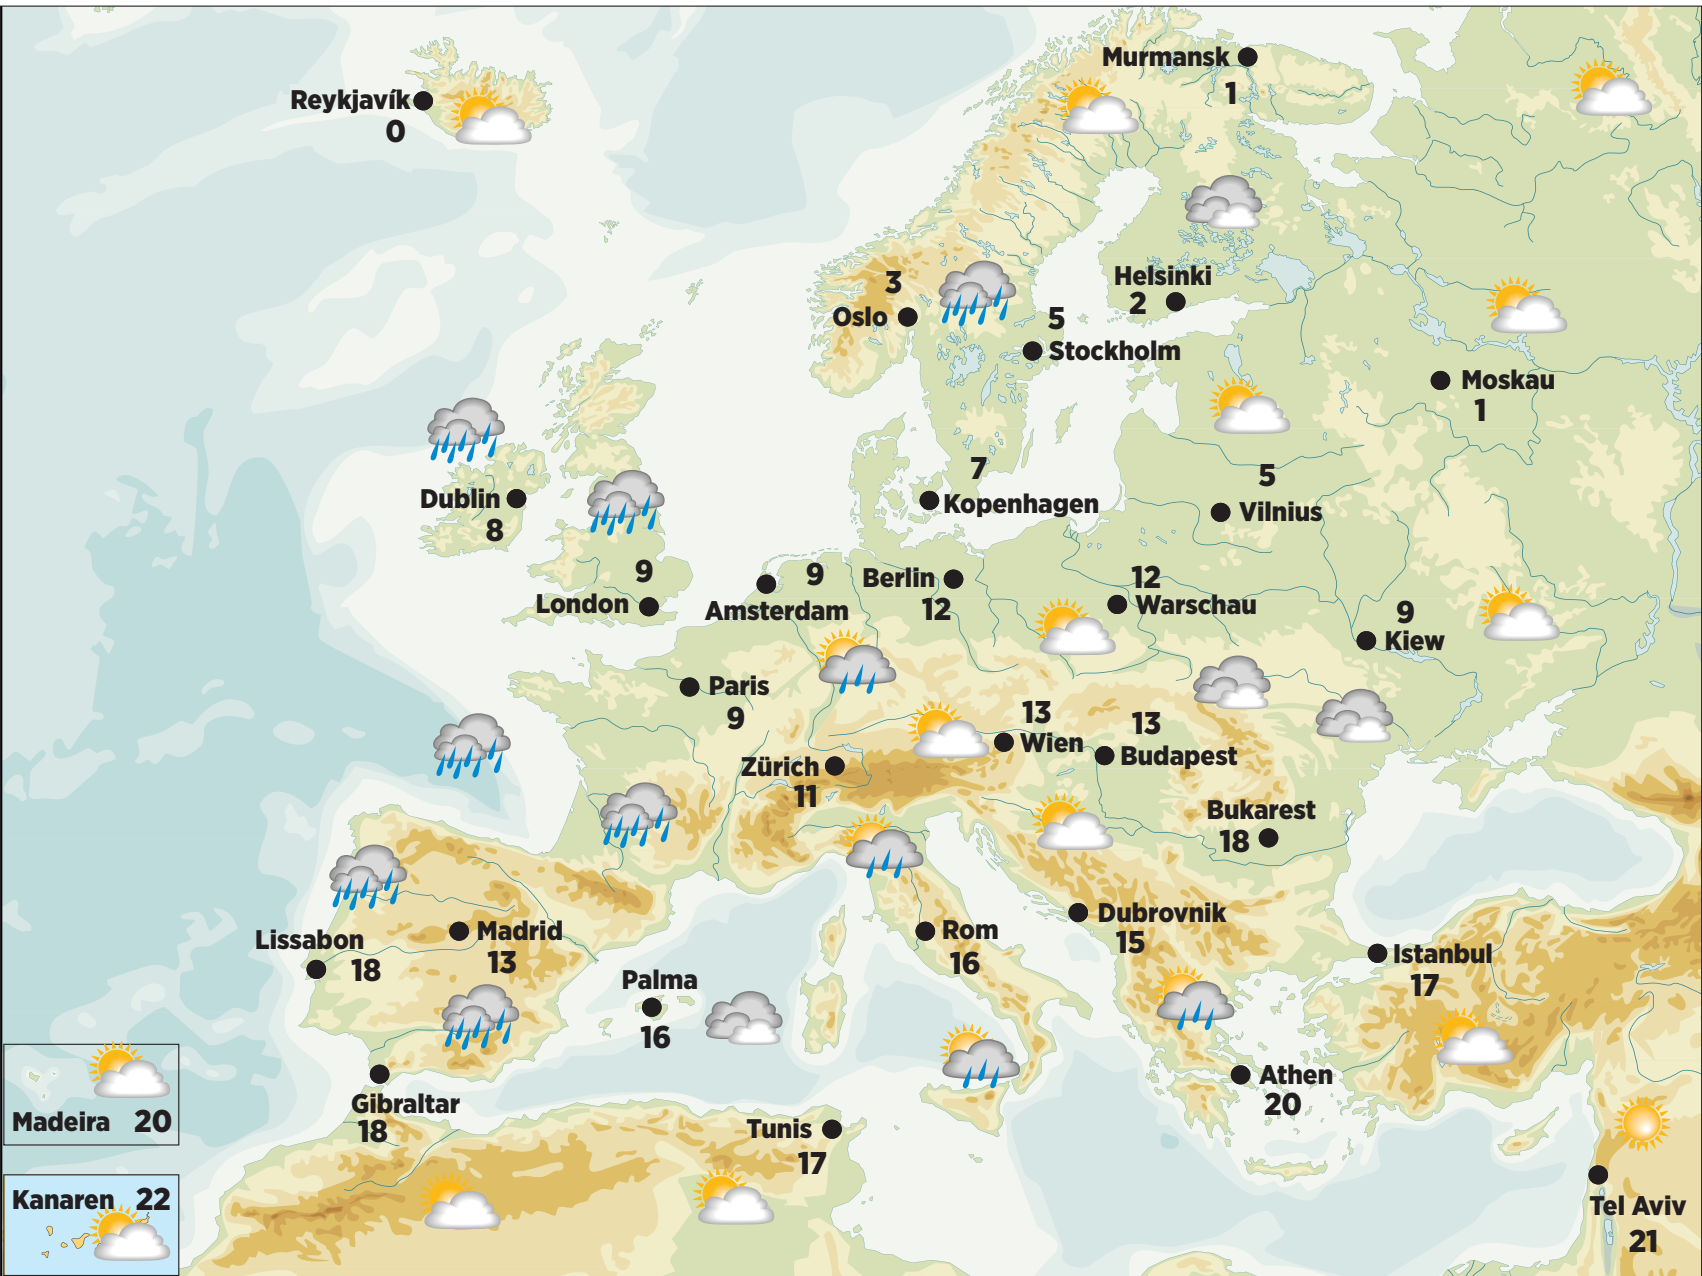 Murmansk
1
Reykjavík
0
Helsinki
2
3
Oslo
5
Stockholm
Moskau
1
7
Kopenhagen
5
Vilnius
Dublin
8
9
London
9
Amsterdam
Berlin
12
12
Warschau
9
Kiew
Paris
9
13
Wien
13
Budapest
Zürich
11
Bukarest
18
Lissabon
18
Madrid
13
Rom
16
Dubrovnik
15
Istanbul
17
Palma
16
Athen
20
Gibraltar
18
Tunis
17
Madeira 20
Kanaren 22
Tel Aviv
21